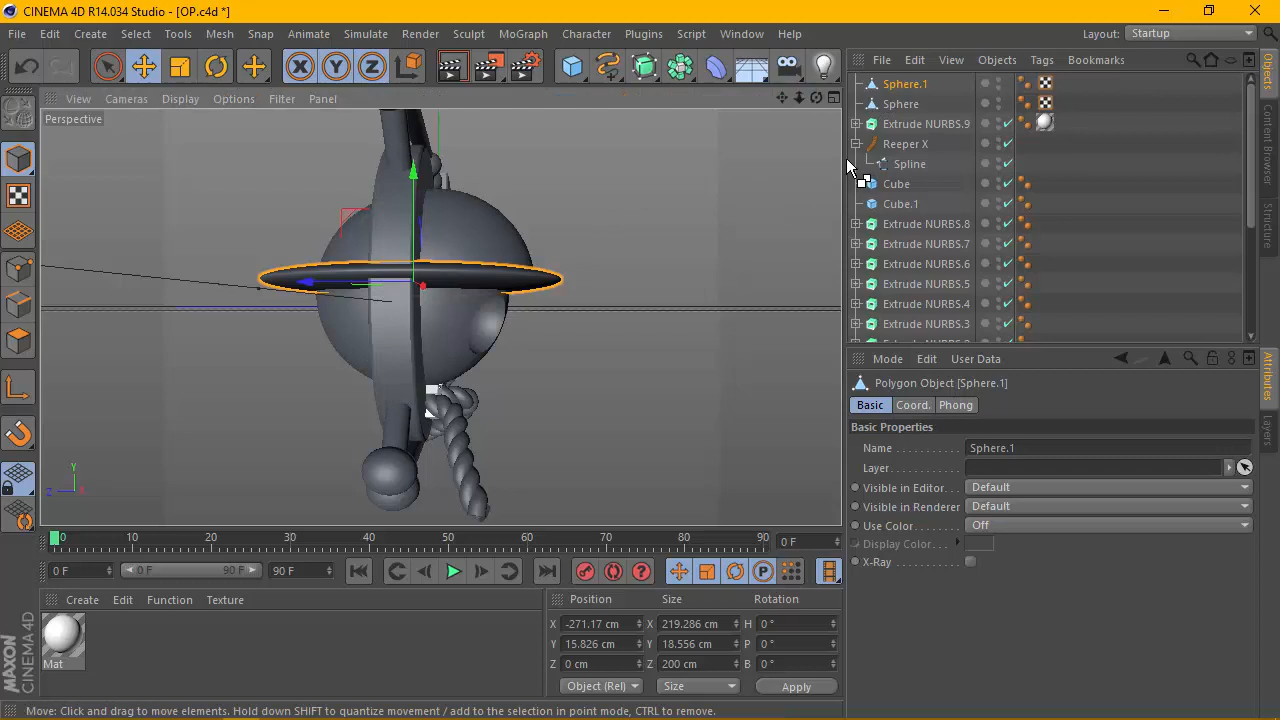 CINEMA 4D R14.034 Studio - [OP.c4d *]
File Edit Create Select Tools Mesh Snap Animate Simulate Render Sculpt MoGraph Character Plugins Script Window Help Layout: Startup
File Edit View Objects Tags Bookmarks
View Cameras Display Options Filter Panel
Perspective
Sphere.1
Sphere
Extrude NURBS.9
Reeper X
Spline
Cube
Cube.1
Extrude NURBS.8
Extrude NURBS.7
Extrude NURBS.6
Extrude NURBS.5
Extrude NURBS.4
Extrude NURBS.3
Objects
Content Browser
Structure
Mode Edit User Data
Polygon Object [Sphere.1]
Basic Coord. Phong
Basic Properties
Name Sphere.1
Layer
Visible in Editor Default
Visible in Renderer Default
Use Color Off
Display Color
X-Ray
Attributes
Layers
Y
Z X
0 10 20 30 40 50 60 70 80 90 0 F
0 F 0 F 90 F 90 F
Create Edit Function Texture
Mat
Position Size Rotation
X -271.17 cm X 219.286 cm H 0 °
Y 15.826 cm Y 18.556 cm P 0 °
Z 0 cm Z 200 cm B 0 °
Object (Rel) Size Apply
MAXON CINEMA 4D
Move: Click and drag to move elements. Hold down SHIFT to quantize movement / add to the selection in point mode, CTRL to remove.